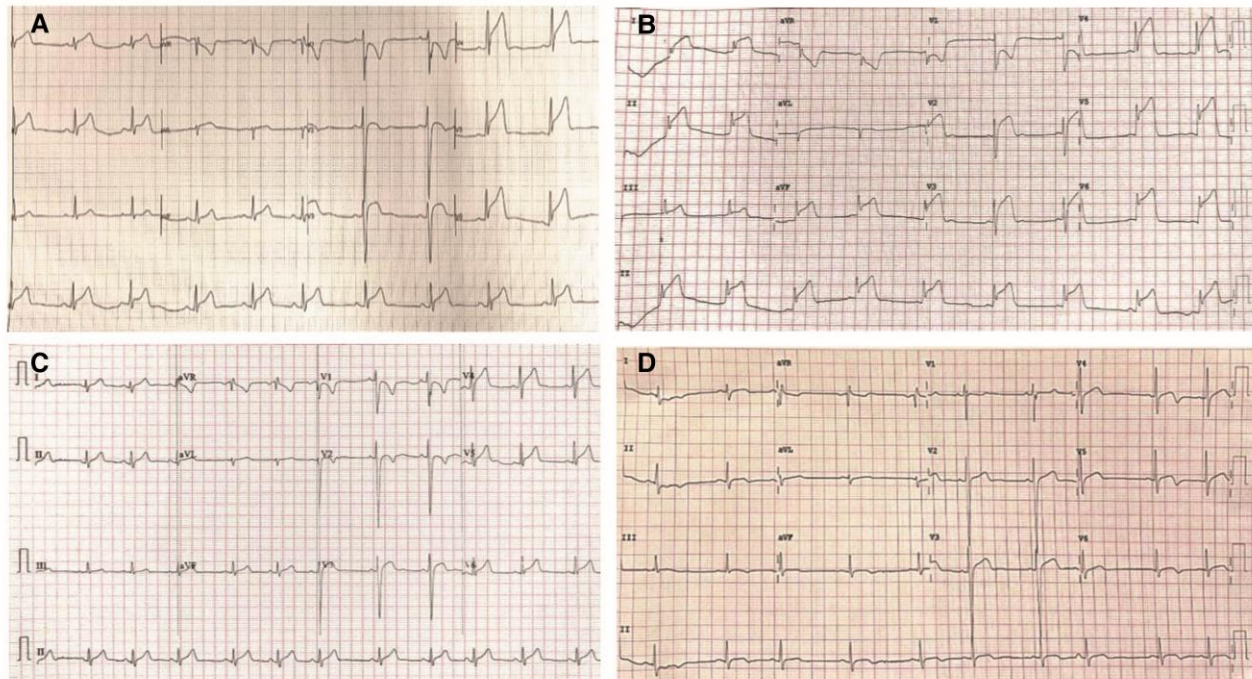 A
B
I aVR V1 V4
II aVL V2 V5
III aVF V3 V6
II
C
I aVR V1 V4
II aVL V2 V5
III aVF V3 V6
II
D
I aVR V1 V4
II aVL V2 V5
III aVF V3 V6
II